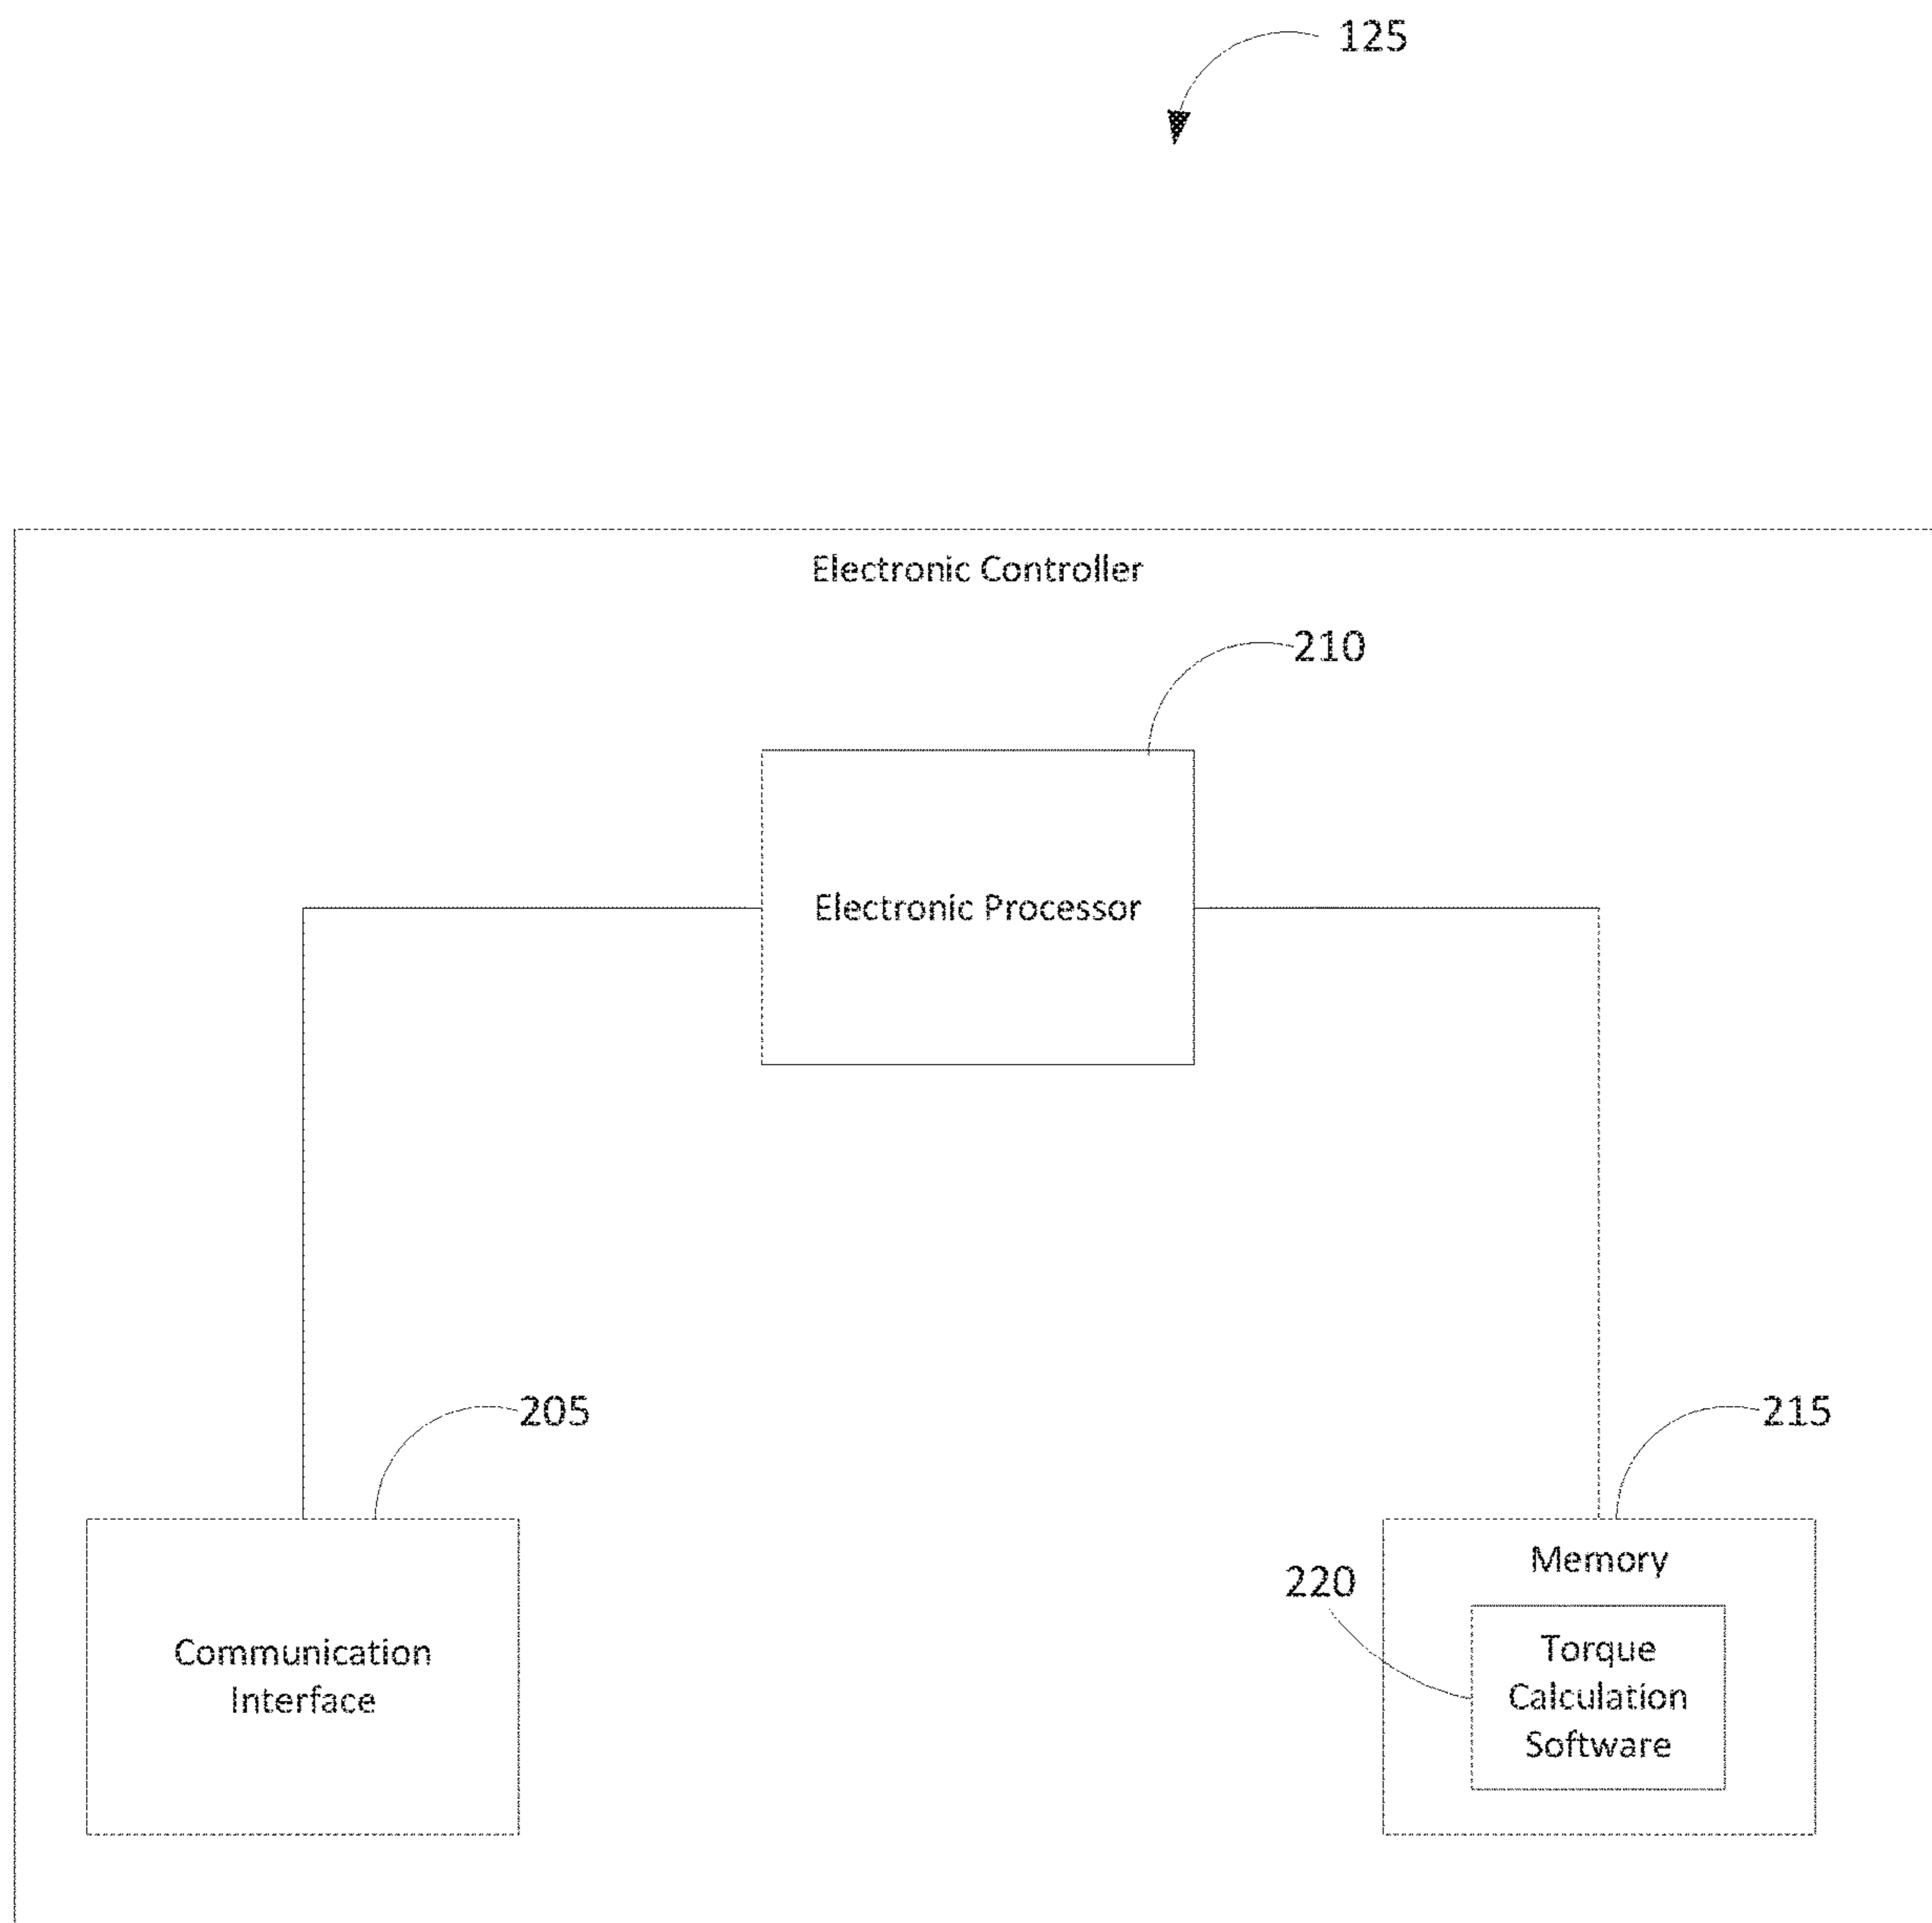 125
Electronic Controller
210
Electronic Processor
205
215
Memory
220
Torque
Calculation
Software
Communication
Interface